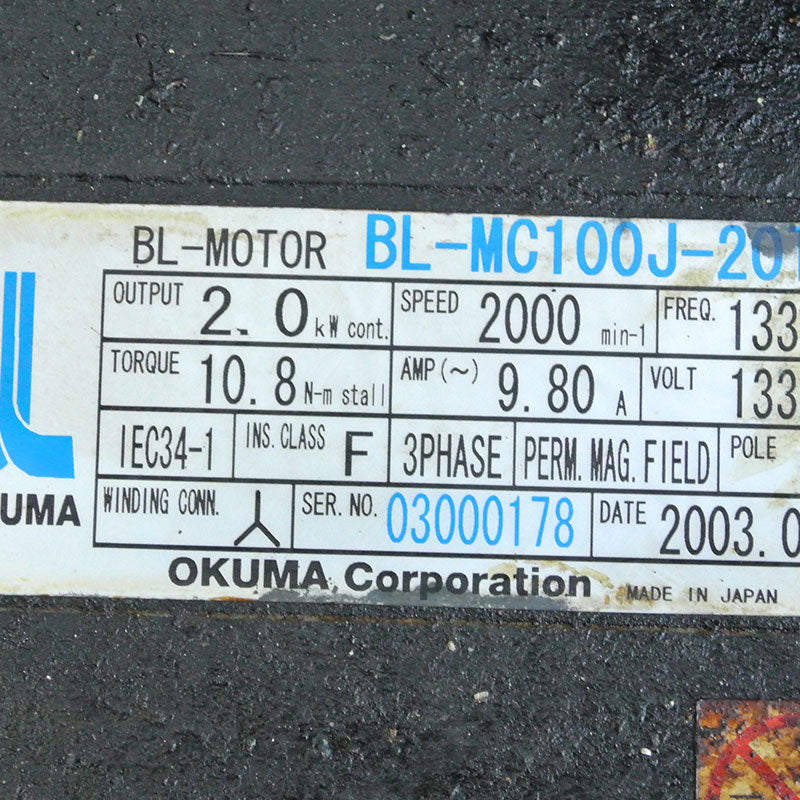 BL-MOTOR BL-MC100J-20
OUTPUT 2.0 kW cont. SPEED 2000 min-1 FREQ. 133
TORQUE 10.8 N-m stall AMP(~) 9.80 A VOLT 133
IEC34-1 INS.CLASS F 3PHASE PERM.MAG.FIELD POLE
UMA
WINDING CONN. SER.NO. 03000178 DATE 2003.0
OKUMA Corporation MADE IN JAPAN